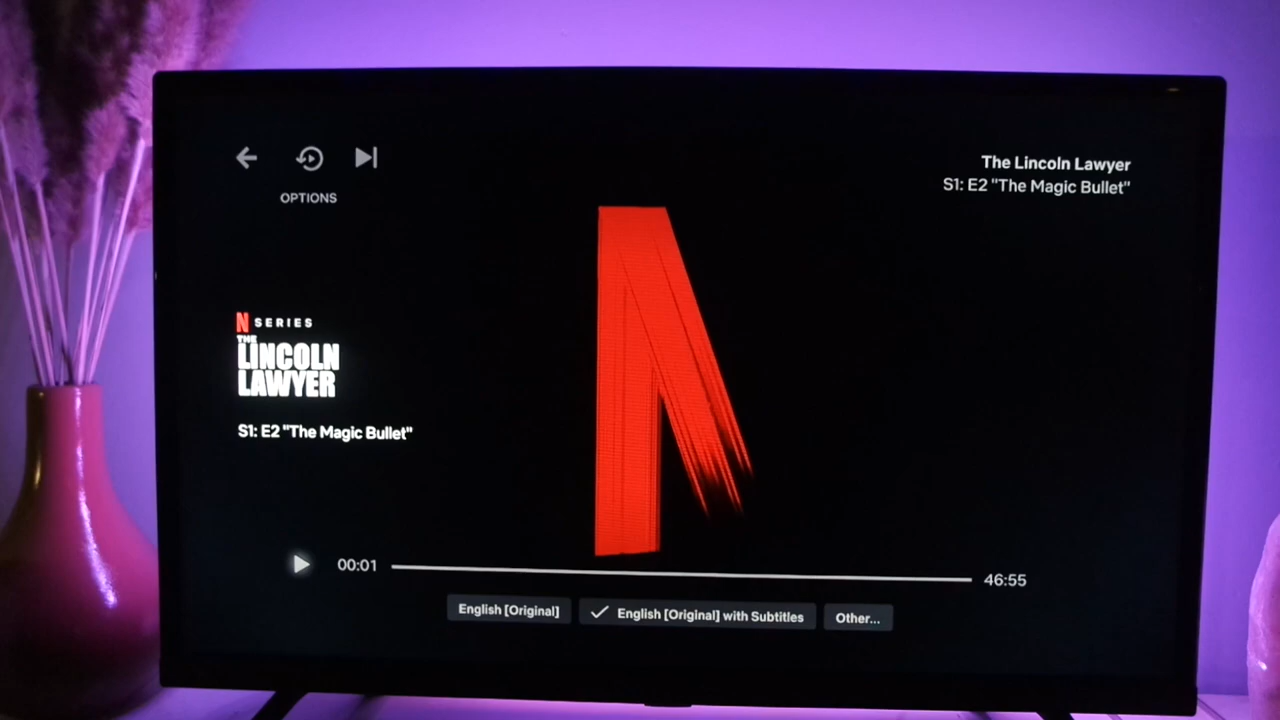 The Lincoln Lawyer
S1: E2 "The Magic Bullet"
OPTIONS
N SERIES
THE
LINCOLN
LAWYER
S1: E2 "The Magic Bullet"
00:01
46:55
English [Original]
English [Original] with Subtitles
Other...